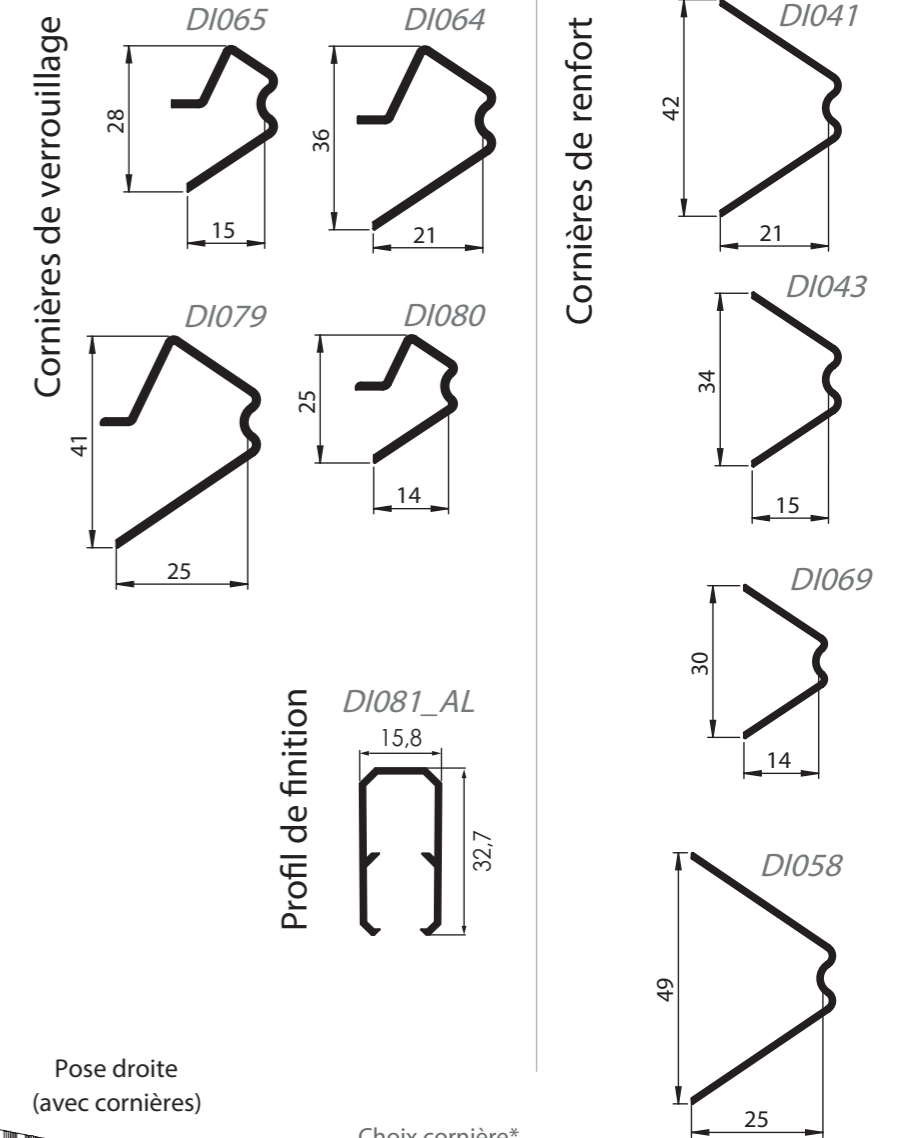 Cornières de verrouillage
DI065
28
15
DI064
36
21
DI079
41
25
DI080
25
14
Profil de finition
DI081_AL
15,8
32,7
Pose droite
(avec cornières)
Choix cornière*
Cornières de renfort
DI041
42
21
DI043
34
15
DI069
30
14
DI058
49
25